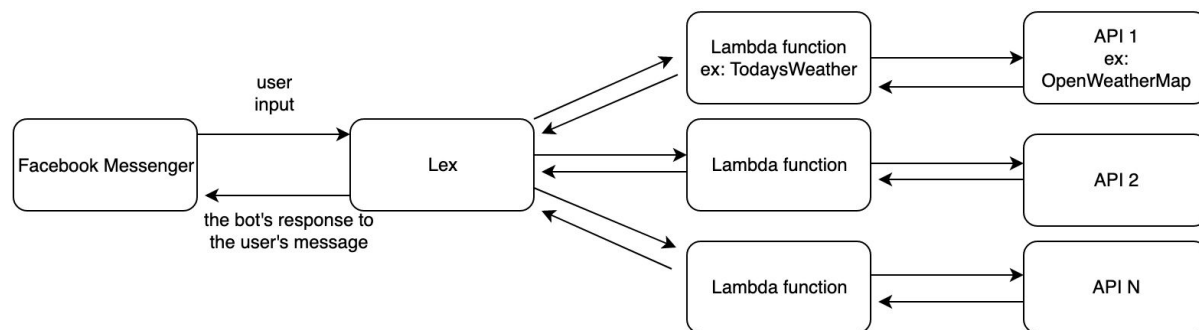 Facebook Messenger
user
input
the bot's response to
the user's message
Lex
Lambda function
ex: TodaysWeather
API 1
ex:
OpenWeatherMap
Lambda function
API 2
Lambda function
API N